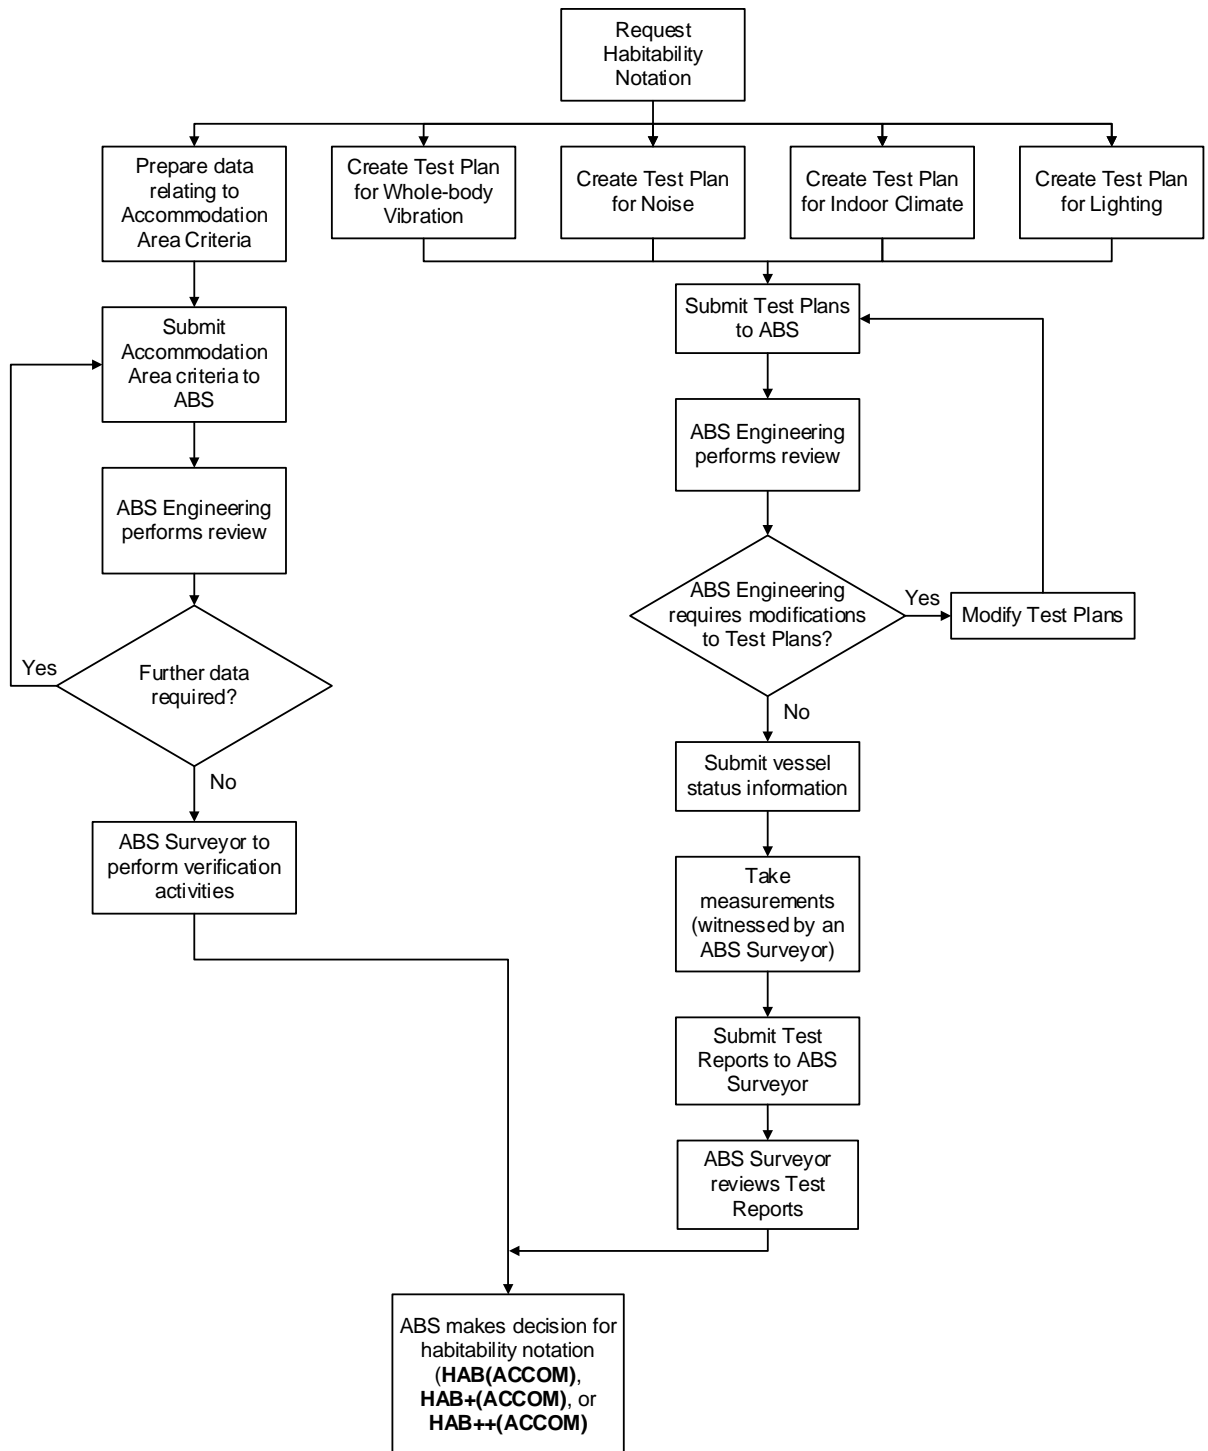 Request
Habitability
Notation
Prepare data
relating to
Accommodation
Area Criteria
Create Test Plan
for Whole-body
Vibration
Create Test Plan
for Noise
Create Test Plan
for Indoor Climate
Create Test Plan
for Lighting
Submit
Accommodation
Area criteria to
ABS
ABS Engineering
performs review
Further data
required?
Yes
No
ABS Surveyor to
perform verification
activities
Submit Test Plans
to ABS
ABS Engineering
performs review
ABS Engineering
requires modifications
to Test Plans?
Yes
Modify Test Plans
No
Submit vessel
status information
Take
measurements
(witnessed by an
ABS Surveyor)
Submit Test
Reports to ABS
Surveyor
ABS Surveyor
reviews Test
Reports
ABS makes decision for
habitability notation
(HAB(ACCOM),
HAB+(ACCOM), or
HAB++(ACCOM)